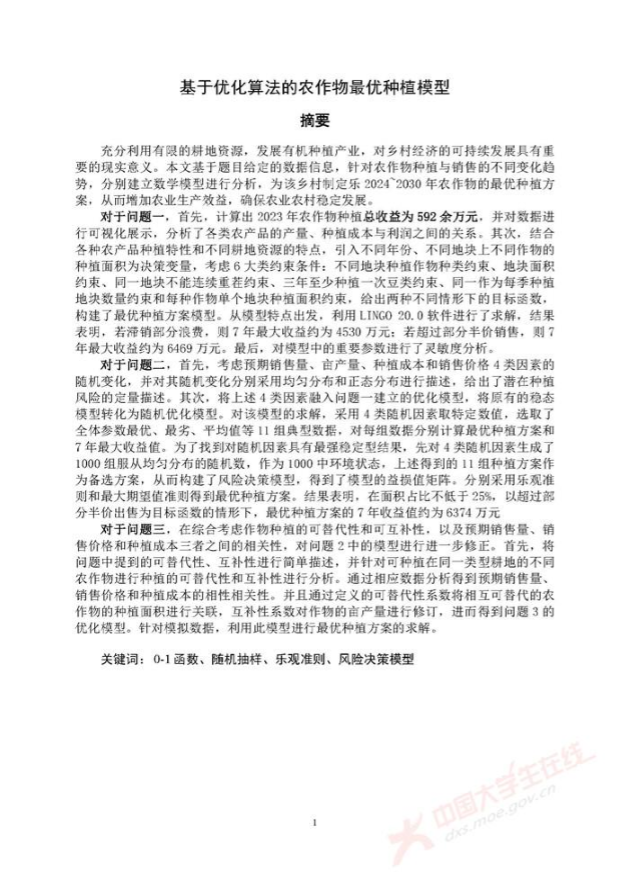 基于优化算法的农作物最优种植模型
摘要
充分利用有限的耕地资源，发展有机种植产业，对乡村经济的可持续发展具有重
要的现实意义。本文基于题目给定的数据信息，针对农作物种植与销售的不同变化趋
势，分别建立数学模型进行分析，为该乡村制定乐 2024~2030 年农作物的最优种植方
案，从而增加农业生产效益，确保农业农村稳定发展。
对于问题一，首先，计算出 2023 年农作物种植总收益为 592 余万元，并对数据进
行可视化展示，分析了各类农产品的产量、种植成本与利润之间的关系。其次，结合
各种农产品种植特性和不同耕地资源的特点，引入不同年份、不同地块上不同作物的
种植面积为决策变量，考虑 6 大类约束条件：不同地块种植作物种类约束、地块面积
约束、同一地块不能连续重茬约束、三年至少种植一次豆类约束、同一作为每季种植
地块数量约束和每种作物单个地块种植面积约束，给出两种不同情形下的目标函数，
构建了最优种植方案模型。从模型特点出发，利用 LINGO 20.0 软件进行了求解，结果
表明，若滞销部分浪费，则 7 年最大收益约为 4530 万元；若超过部分半价销售，则 7
年最大收益约为 6469 万元。最后，对模型中的重要参数进行了灵敏度分析。
对于问题二，首先，考虑预期销售量、亩产量、种植成本和销售价格 4 类因素的
随机变化，并对其随机变化分别采用均匀分布和正态分布进行描述，给出了潜在种植
风险的定量描述。其次，将上述 4 类因素融入问题一建立的优化模型，将原有的稳态
模型转化为随机优化模型。对该模型的求解，采用 4 类随机因素取特定数值，选取了
全体参数最优、最劣、平均值等 11 组典型数据，对每组数据分别计算最优种植方案和
7 年最大收益值。为了找到对随机因素具有最强稳定型结果，先对 4 类随机因素生成了
1000 组服从均匀分布的随机数，作为 1000 中环境状态，上述得到的 11 组种植方案作
为备选方案，从而构建了风险决策模型，得到了模型的益损值矩阵。分别采用乐观准
则和最大期望值准则得到最优种植方案。结果表明，在面积占比不低于 25%，以超过部
分半价出售为目标函数的情形下，最优种植方案的 7 年收益值约为 6374 万元
对于问题三，在综合考虑作物种植的可替代性和可互补性，以及预期销售量、销
售价格和种植成本三者之间的相关性，对问题 2 中的模型进行进一步修正。首先，将
问题中提到的可替代性、互补性进行简单描述，并针对可种植在同一类型耕地的不同
农作物进行种植的可替代性和互补性进行分析。通过相应数据分析得到预期销售量、
销售价格和种植成本的相性相关性。并且通过定义的可替代性系数将相互可替代的农
作物的种植面积进行关联，互补性系数对作物的亩产量进行修订，进而得到问题 3 的
优化模型。针对模拟数据，利用此模型进行最优种植方案的求解。
关键词：0-1 函数、随机抽样、乐观准则、风险决策模型
1
中国大学生在线
dxs.moe.gov.cn